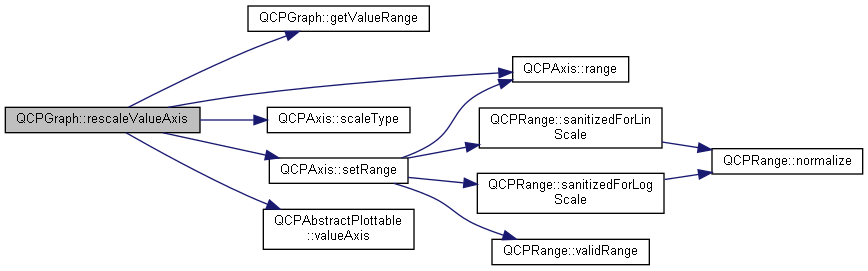 QCPGraph::getValueRange
QCPAxis::range
QCPGraph::rescaleValueAxis
QCPAxis::scaleType
QCPRange::sanitizedForLin
Scale
QCPRange::normalize
QCPAxis::setRange
QCPRange::sanitizedForLog
Scale
QCPAbstractPlottable
::valueAxis
QCPRange::validRange